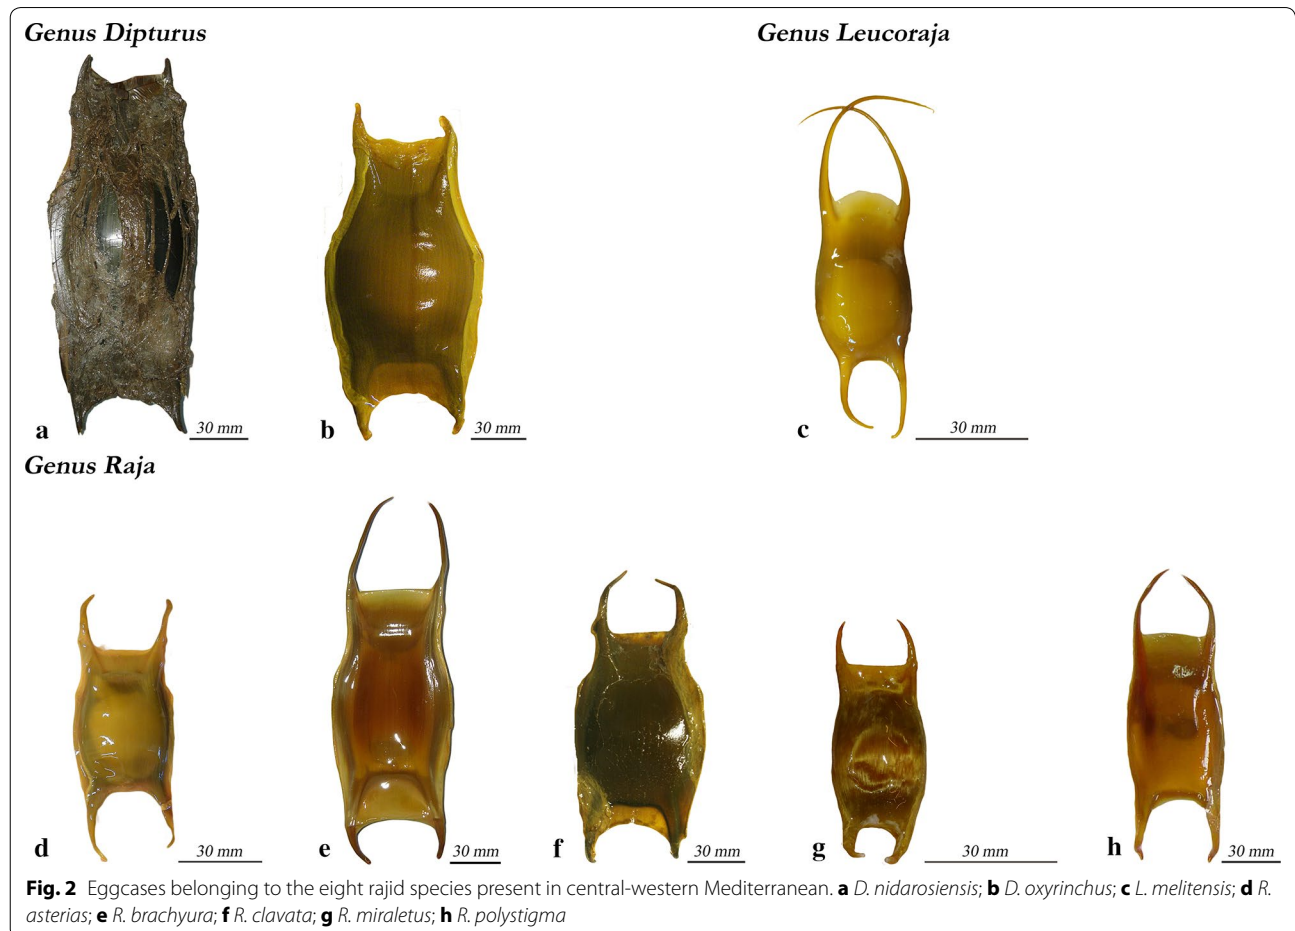 Genus Dipturus
Genus Leucoraja
a
30 mm
b
30 mm
c
30 mm
Genus Raja
d
30 mm
e
30 mm
f
30 mm
g
30 mm
h
30 mm
Fig. 2 Eggcases belonging to the eight rajid species present in central-western Mediterranean. a D. nidarosiensis; b D. oxyrinchus; c L. melitensis; d R.
asterias; e R. brachyura; f R. clavata; g R. miraletus; h R. polystigma